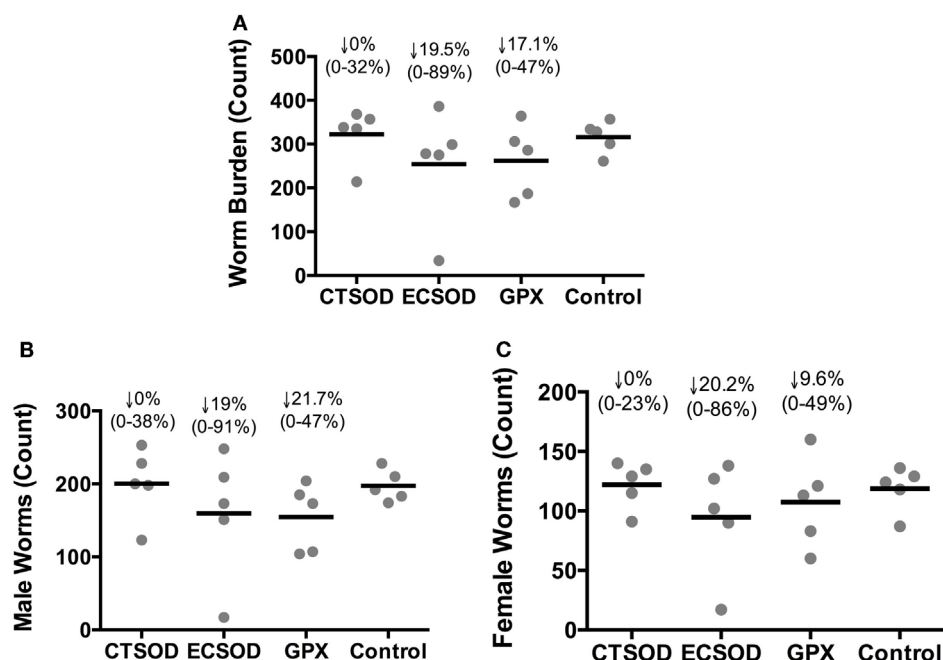 A
↓0% ↓19.5% ↓17.1%
(0-32%) (0-89%) (0-47%)
Worm Burden (Count)
500
400
300
200
100
0
CTSOD ECSOD GPX Control
B
↓0% ↓19% ↓21.7%
(0-38%) (0-91%) (0-47%)
Male Worms (Count)
300
200
100
0
CTSOD ECSOD GPX Control
C
↓0% ↓20.2% ↓9.6%
(0-23%) (0-86%) (0-49%)
Female Worms (Count)
200
150
100
50
0
CTSOD ECSOD GPX Control